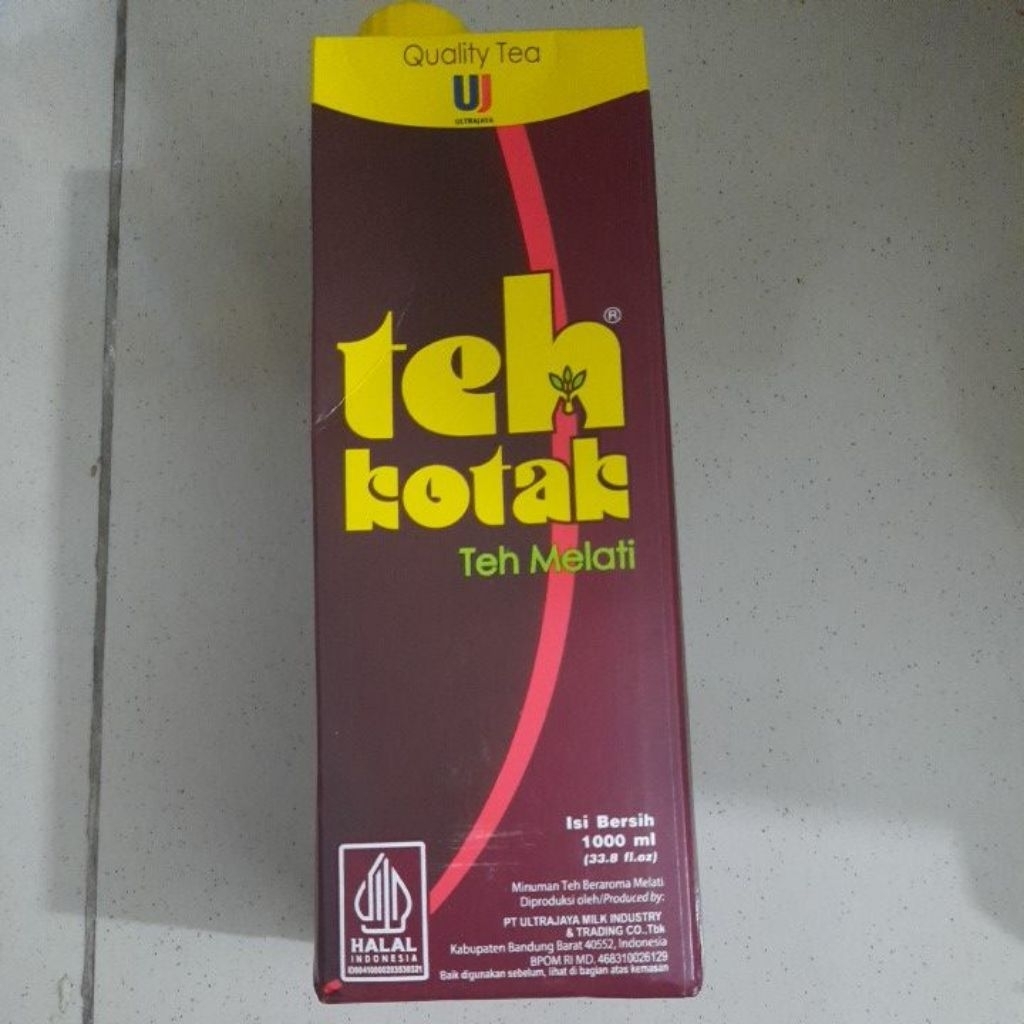 Quality Tea
UJ
ULTRAJAYA
teh ®
kotak
Teh Melati
Isi Bersih
1000 ml
(33.8 fl.oz)
Minuman Teh Beraroma Melati
Diproduksi oleh/Produced by:
PT ULTRAJAYA MILK INDUSTRY
& TRADING CO.,Tbk
Kabupaten Bandung Barat 40552, Indonesia
BPOM RI MD. 468310026129
Baik digunakan sebelum, lihat di bagian atas kemasan
HALAL
INDONESIA